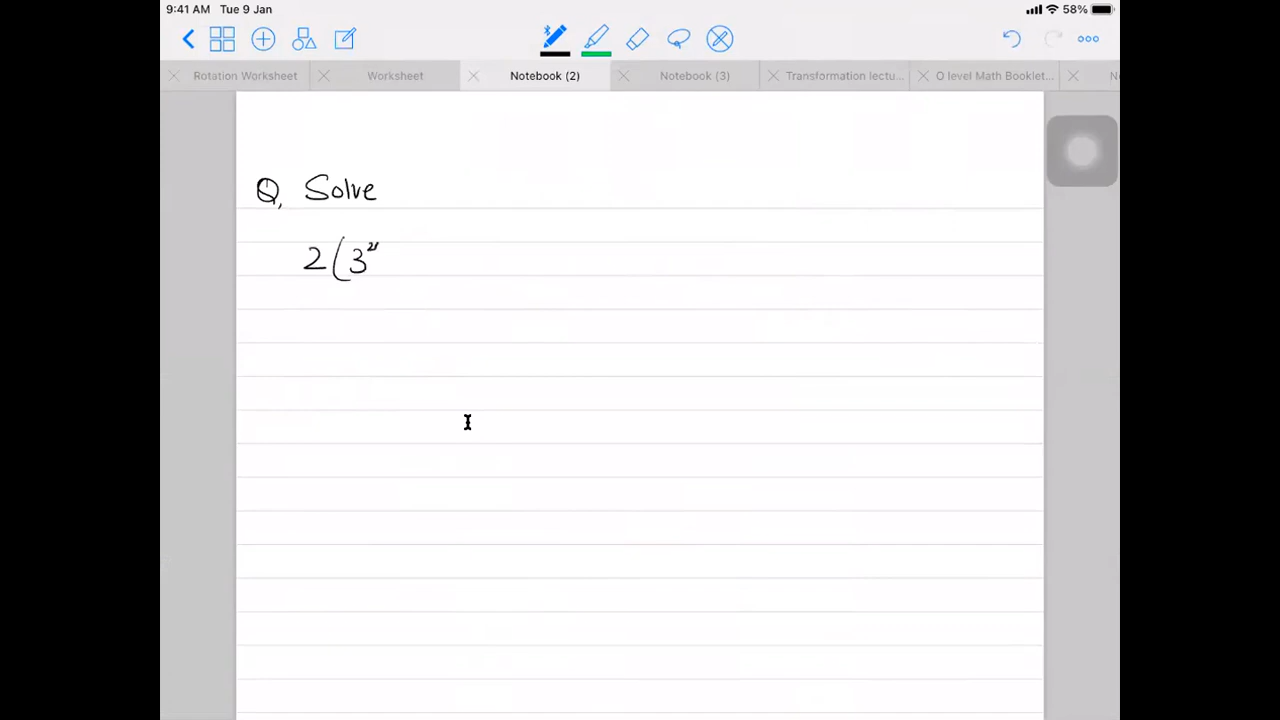 9:41 AM Tue 9 Jan 58%
Rotation Worksheet Worksheet Notebook (2) Notebook (3) Transformation lectu... O level Math Booklet... N
Q, Solve
2(3²